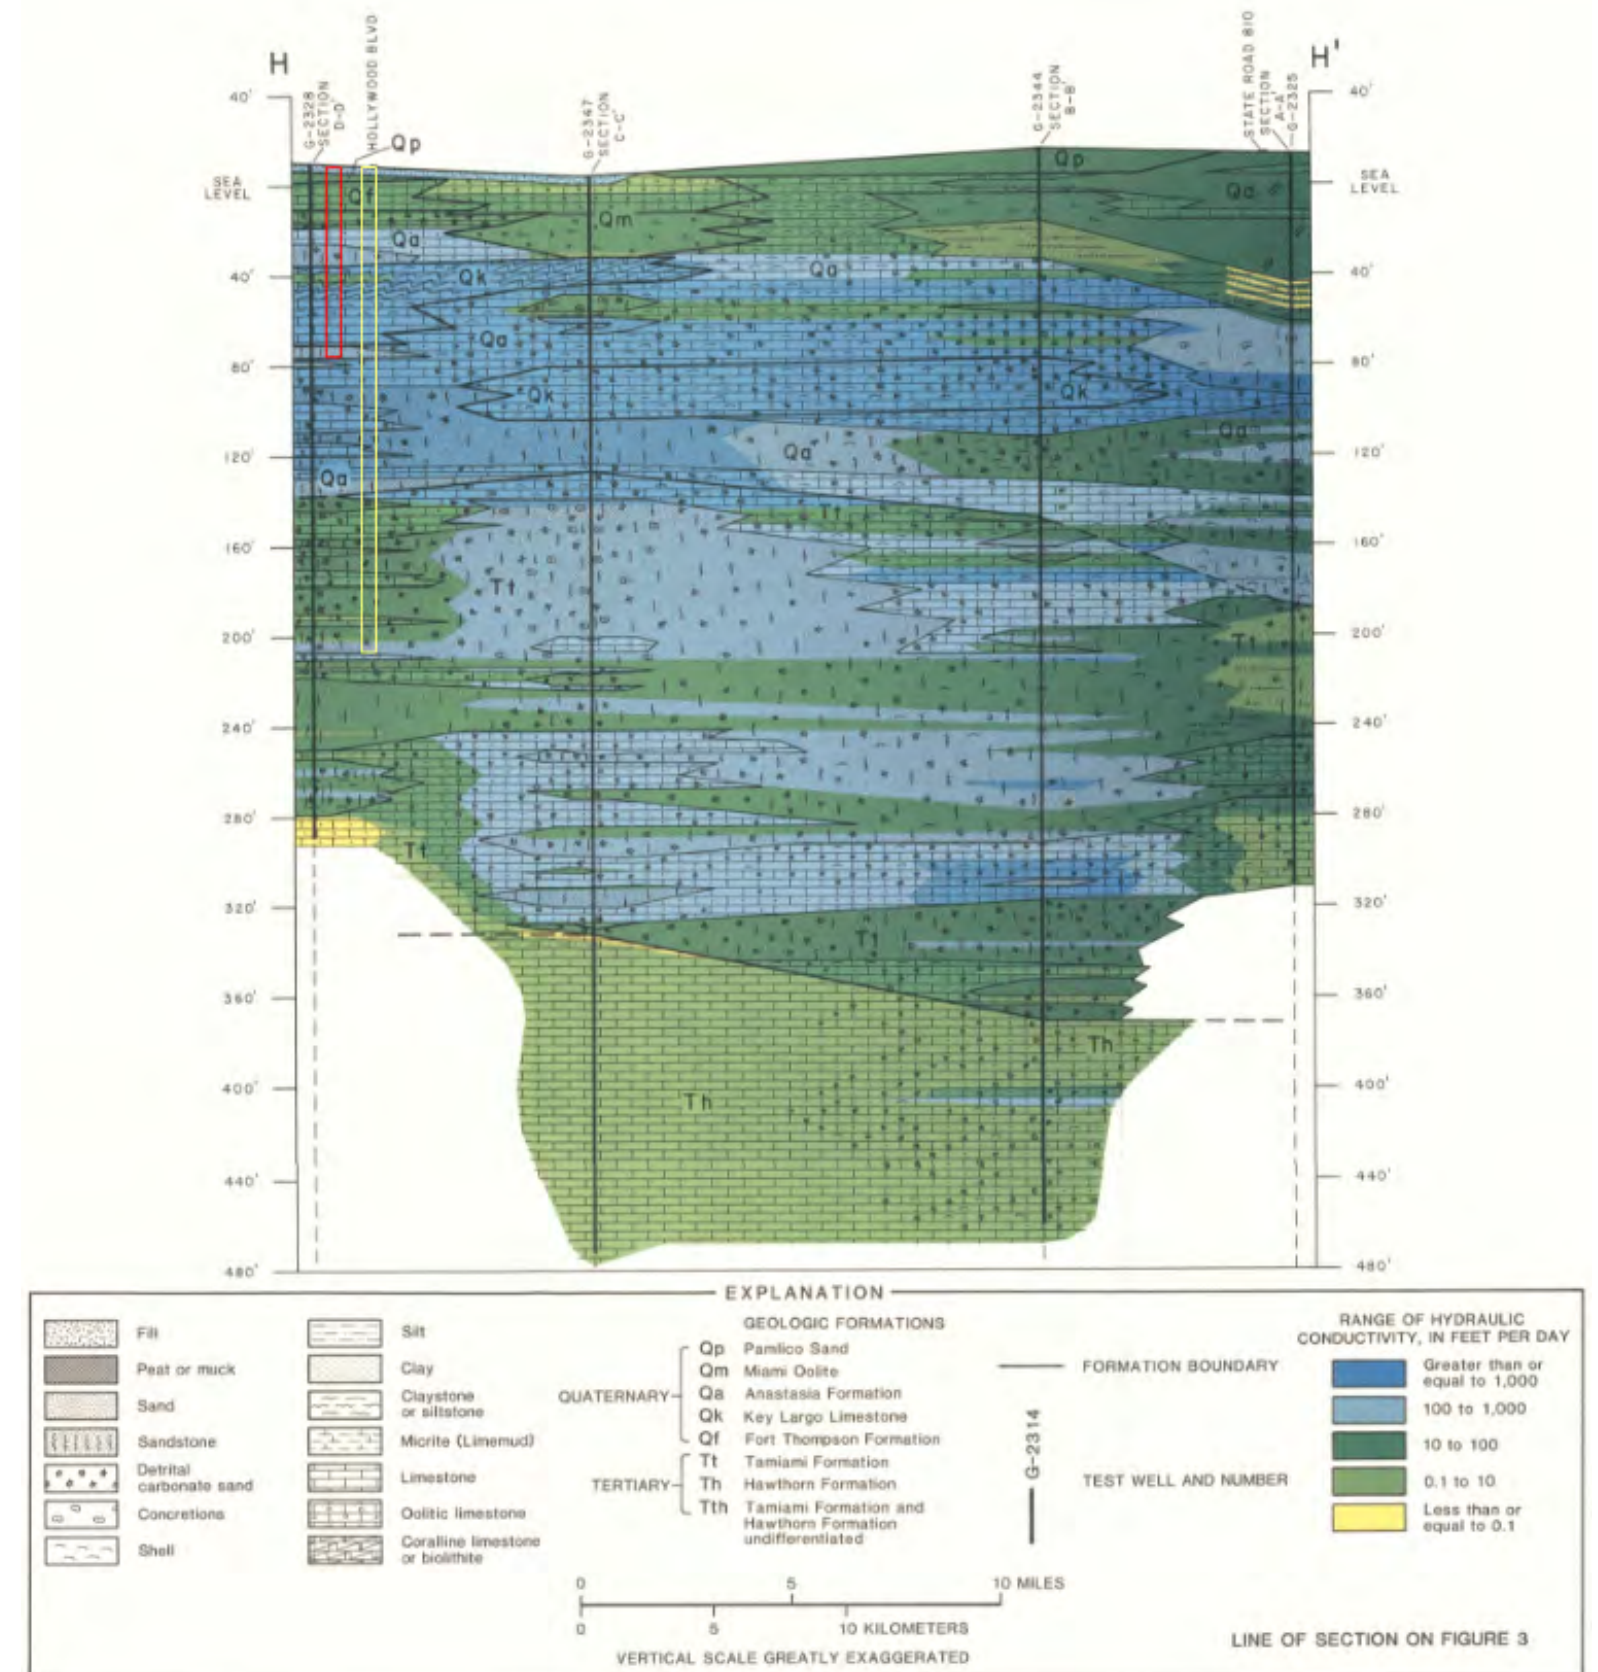 H
H'
G-2328
SECTION
D-D'
HOLLYWOOD BLVD
G-2347
SECTION
C-C'
G-2344
SECTION
B-B'
STATE ROAD 810
SECTION
A-A'
G-2325
40'
40'
Qp
Qp
SEA
LEVEL
SEA
LEVEL
Qf
Qa
Qm
Qa
40'
40'
Qk
Qa
Qa
80'
80'
Qk
Qk
Qa
Qa
120'
120'
Qa
Tt
160'
160'
Tt
200'
200'
Tt
240'
240'
280'
280'
Tt
320'
320'
Tt
360'
360'
Th
400'
400'
Th
440'
440'
480'
480'
EXPLANATION
Fill
Peat or muck
Sand
Sandstone
Detrital
carbonate sand
Concretions
Shell
Silt
Clay
Claystone
or siltstone
Micrite (Limemud)
Limestone
Oolitic limestone
Coralline limestone
or biolithite
GEOLOGIC FORMATIONS
QUATERNARY
Qp Pamlico Sand
Qm Miami Oolite
Qa Anastasia Formation
Qk Key Largo Limestone
Qf Fort Thompson Formation
TERTIARY
Tt Tamiami Formation
Th Hawthorn Formation
Tth Tamiami Formation and
Hawthorn Formation
undifferentiated
FORMATION BOUNDARY
G-2314
TEST WELL AND NUMBER
RANGE OF HYDRAULIC
CONDUCTIVITY, IN FEET PER DAY
Greater than or
equal to 1,000
100 to 1,000
10 to 100
0.1 to 10
Less than or
equal to 0.1
0 5 10 MILES
0 5 10 KILOMETERS
VERTICAL SCALE GREATLY EXAGGERATED
LINE OF SECTION ON FIGURE 3